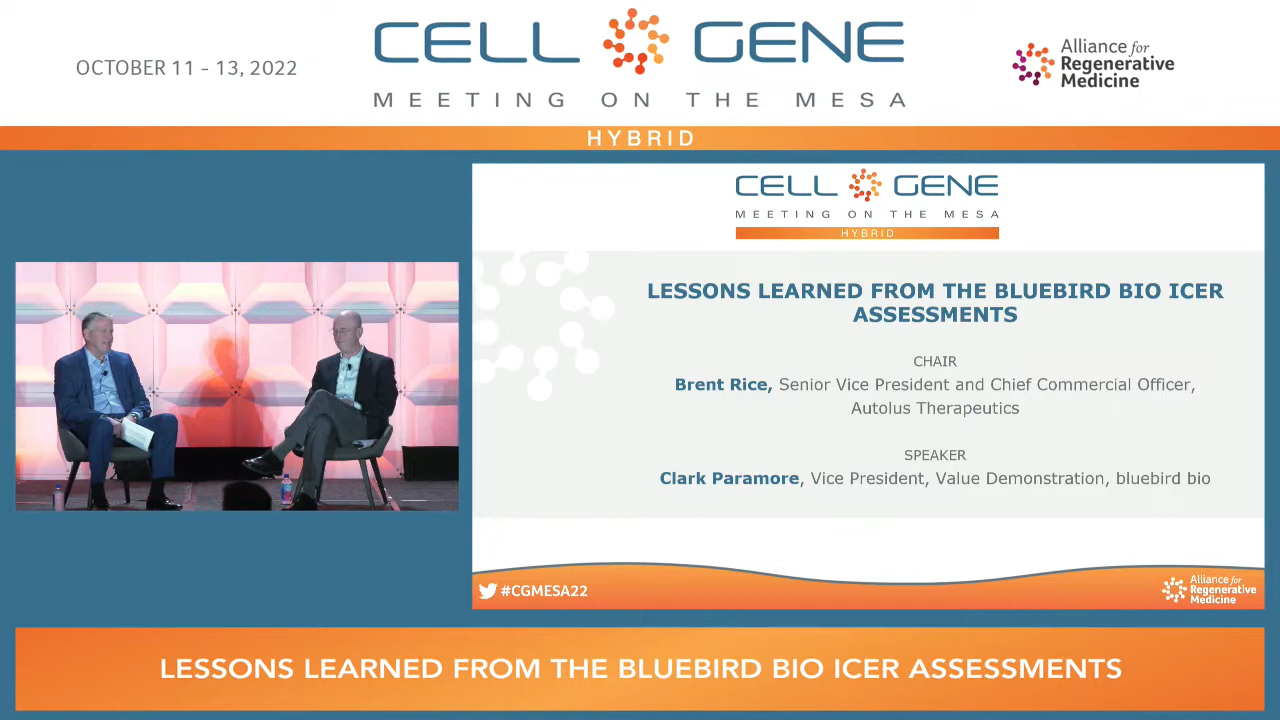 OCTOBER 11 - 13, 2022
CELL GENE
MEETING ON THE MESA
Alliance for
Regenerative
Medicine
HYBRID
CELL GENE
MEETING ON THE MESA
HYBRID
LESSONS LEARNED FROM THE BLUEBIRD BIO ICER
ASSESSMENTS
CHAIR
Brent Rice, Senior Vice President and Chief Commercial Officer,
Autolus Therapeutics
SPEAKER
Clark Paramore, Vice President, Value Demonstration, bluebird bio
#CGMESA22
Alliance for
Regenerative
Medicine
LESSONS LEARNED FROM THE BLUEBIRD BIO ICER ASSESSMENTS